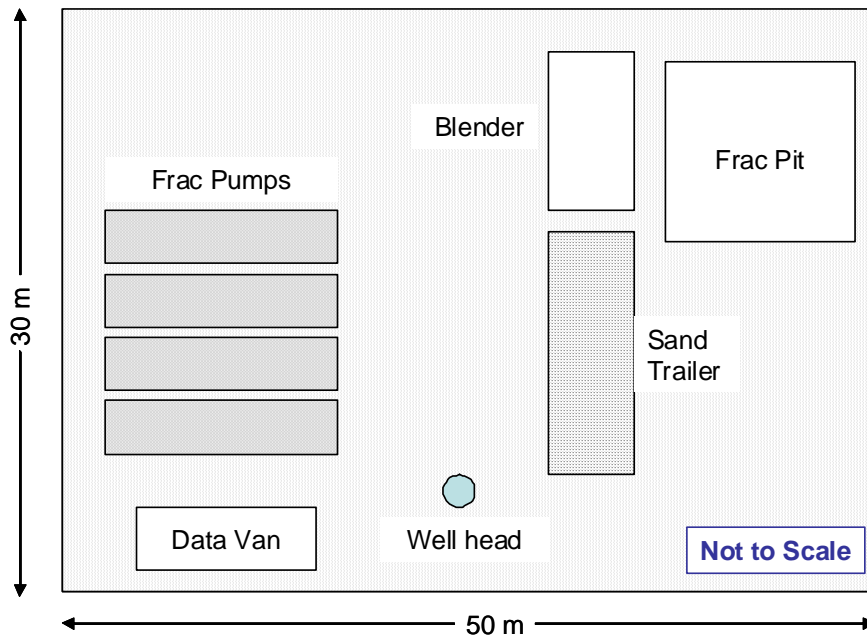 Blender
Frac Pit
Frac Pumps
30 m
Sand
Trailer
Data Van
Well head
Not to Scale
50 m